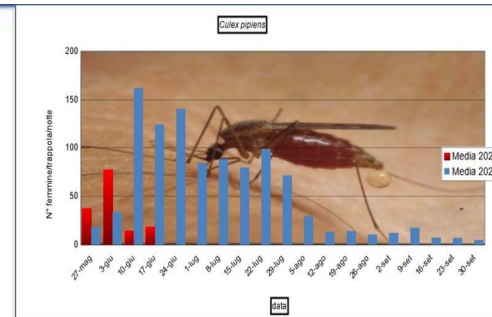 Culex pipiens
N° femmine/trappola/notte
200
150
100
50
0
Media 202
Media 202
27-mag
3-giu
10-giu
17-giu
24-giu
1-lug
8-lug
15-lug
22-lug
29-lug
5-ago
12-ago
19-ago
26-ago
2-set
9-set
16-set
23-set
30-set
data